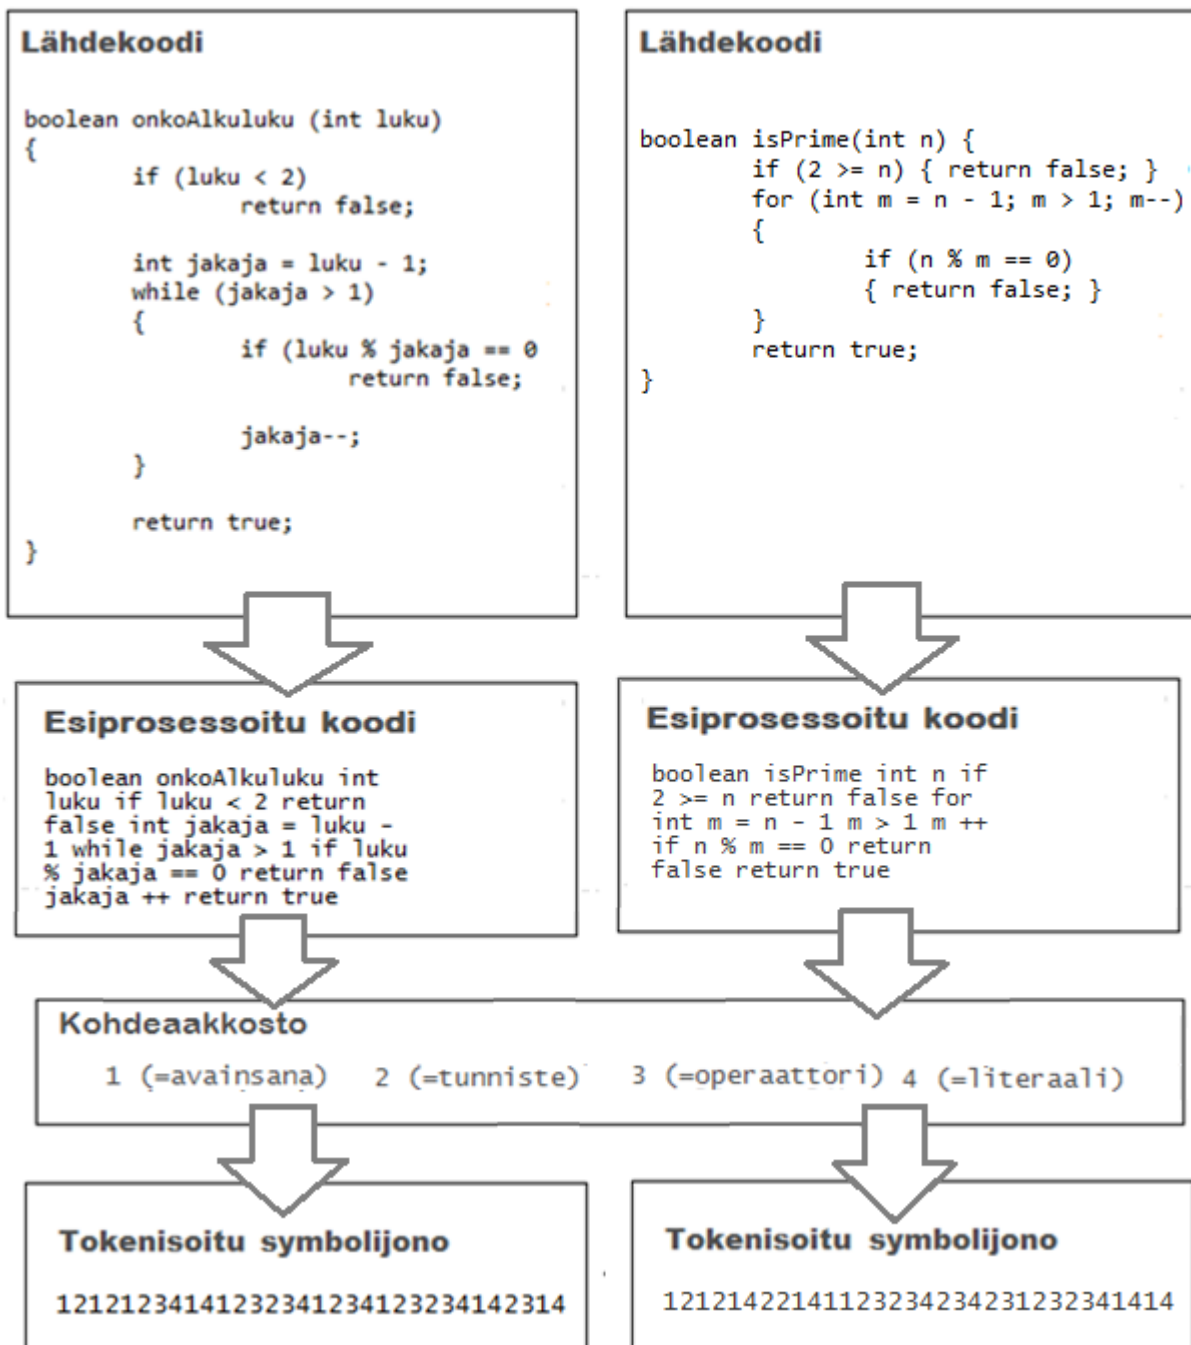 Lähdekoodi
boolean onkoAlkuluku (int luku)
{
if (luku < 2)
return false;
int jakaja = luku - 1;
while (jakaja > 1)
{
if (luku % jakaja == 0
return false;
jakaja--;
}
return true;
}
Lähdekoodi
boolean isPrime(int n) {
if (2 >= n) { return false; }
for (int m = n - 1; m > 1; m--)
{
if (n % m == 0)
{ return false; }
}
return true;
}
Esiprosessoitu koodi
boolean onkoAlkuluku int
luku if luku < 2 return
false int jakaja = luku -
1 while jakaja > 1 if luku
% jakaja == 0 return false
jakaja ++ return true
Esiprosessoitu koodi
boolean isPrime int n if
2 >= n return false for
int m = n - 1 m > 1 m ++
if n % m == 0 return
false return true
Kohdeaakkosto
1 (=avainsana) 2 (=tunniste) 3 (=operaattori) 4 (=literaali)
Tokenisoitu symbolijono
12121234141232341234123234142314
Tokenisoitu symbolijono
12121422141123234234231232341414